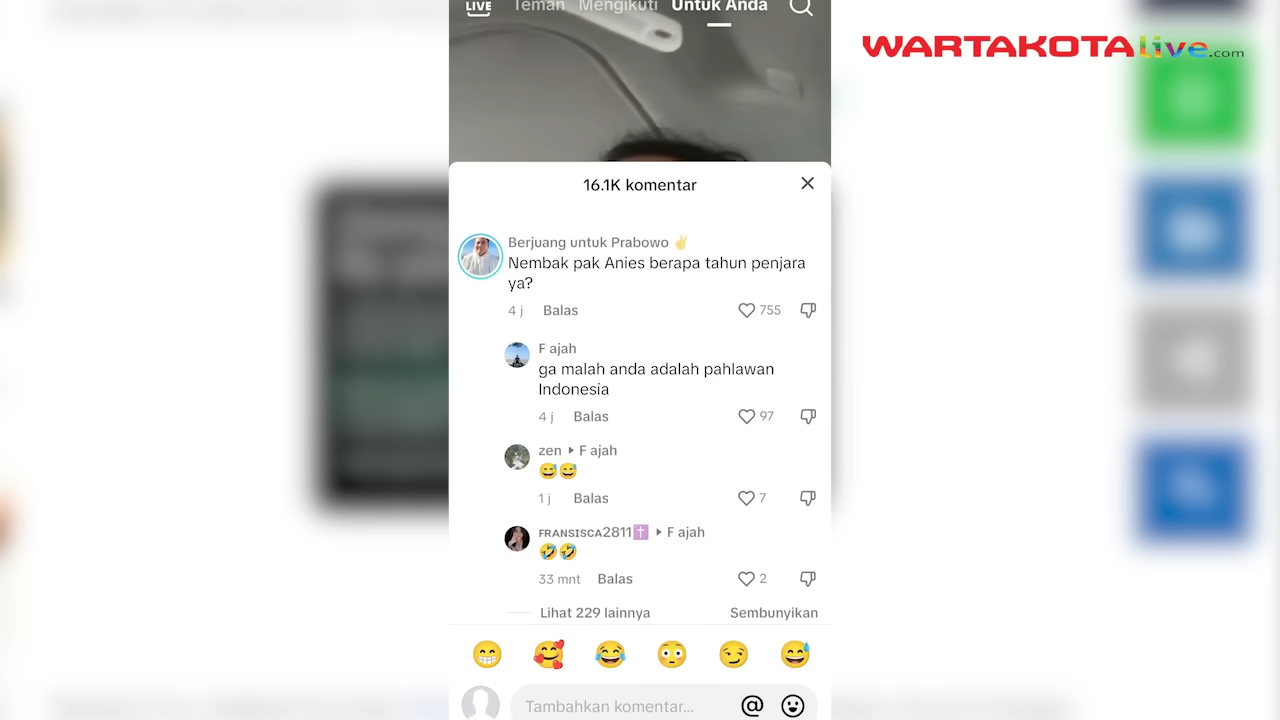 LIVE Teman Mengikuti Untuk Anda
WARTAKOTAlive.com
16.1K komentar
Berjuang untuk Prabowo ✌️
Nembak pak Anies berapa tahun penjara
ya?
4 j Balas 755
F ajah
ga malah anda adalah pahlawan
Indonesia
4 j Balas 97
zen ▸ F ajah
😅😅
1 j Balas 7
ꜰʀᴀɴꜱɪꜱᴄᴀ2811✝️ ▸ F ajah
🤣🤣
33 mnt Balas 2
Lihat 229 lainnya Sembunyikan
😁 🥰 😂 😳 😏 😅
Tambahkan komentar... @